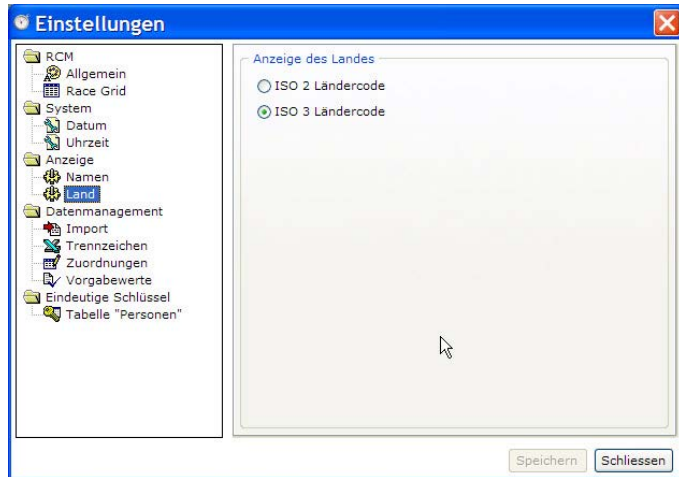 Einstellungen
RCM
Allgemein
Race Grid
System
Datum
Uhrzeit
Anzeige
Namen
Land
Datenmanagement
Import
Trennzeichen
Zuordnungen
Vorgabewerte
Eindeutige Schlüssel
Tabelle "Personen"
Anzeige des Landes
ISO 2 Ländercode
ISO 3 Ländercode
Speichern
Schliessen